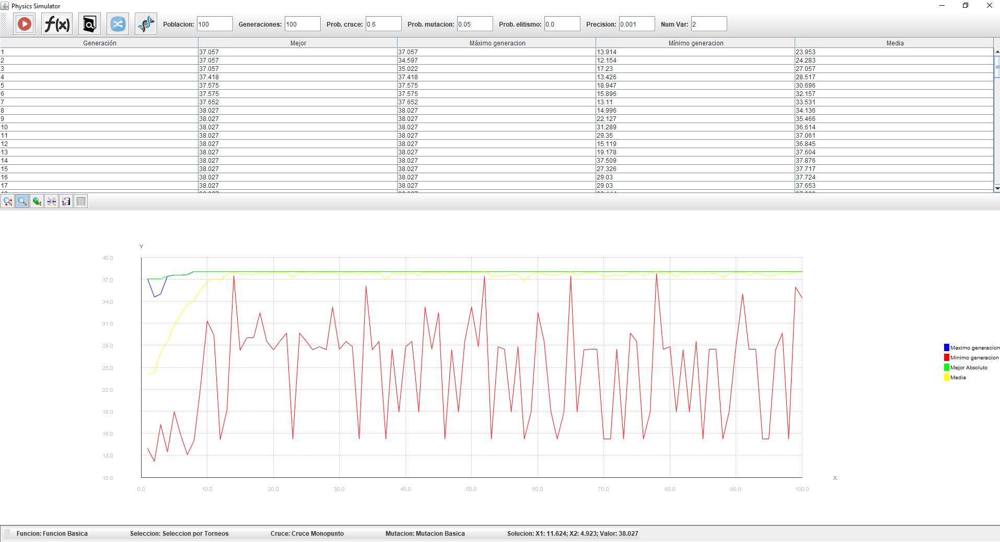 Physics Simulator
f(x) Poblacion: 100 Generaciones: 100 Prob. cruce: 0.6 Prob. mutacion: 0.05 Prob. elitismo: 0.0 Precision: 0.001 Num Var: 2
Generación Mejor Máximo generacion Mínimo generacion Media
1 37.057 37.057 13.914 23.953
2 37.057 34.597 12.154 24.283
3 37.057 35.022 17.23 27.057
4 37.418 37.418 13.426 28.517
5 37.575 37.575 18.947 30.696
6 37.575 37.575 15.896 32.157
7 37.652 37.652 13.11 33.531
8 38.027 38.027 14.996 34.136
9 38.027 38.027 22.127 35.466
10 38.027 38.027 31.289 36.614
11 38.027 38.027 29.35 37.061
12 38.027 38.027 15.119 36.845
13 38.027 38.027 19.178 37.604
14 38.027 38.027 37.509 37.876
15 38.027 38.027 27.326 37.717
16 38.027 38.027 29.03 37.724
17 38.027 38.027 29.03 37.653
Y
40.0
37.0
34.0
31.0
28.0
25.0
22.0
19.0
16.0
13.0
10.0
X
0.0 10.0 20.0 30.0 40.0 50.0 60.0 70.0 80.0 90.0 100.0
Maximo generacion
Minimo generacion
Mejor Absoluto
Media
Funcion: Funcion Basica Seleccion: Seleccion por Torneos Cruce: Cruce Monopunto Mutacion: Mutacion Basica Solucion: X1: 11.624; X2: 4.923; Valor: 38.027